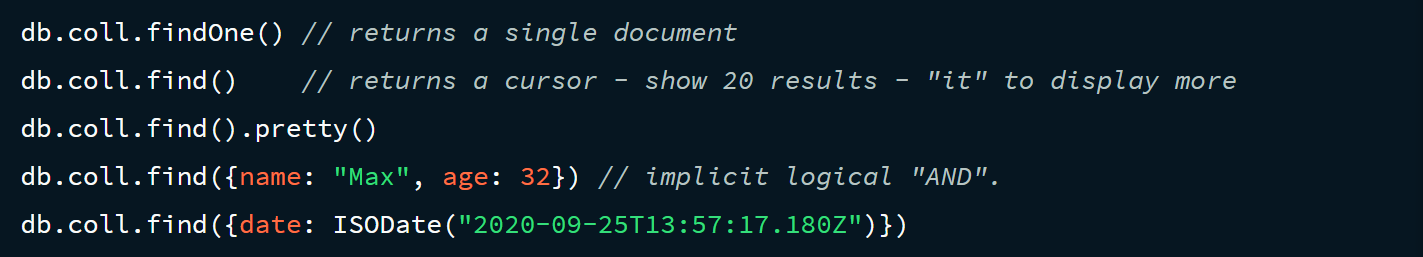 db.coll.findOne() // returns a single document
db.coll.find()    // returns a cursor - show 20 results - "it" to display more
db.coll.find().pretty()
db.coll.find({name: "Max", age: 32}) // implicit logical "AND".
db.coll.find({date: ISODate("2020-09-25T13:57:17.180Z")})